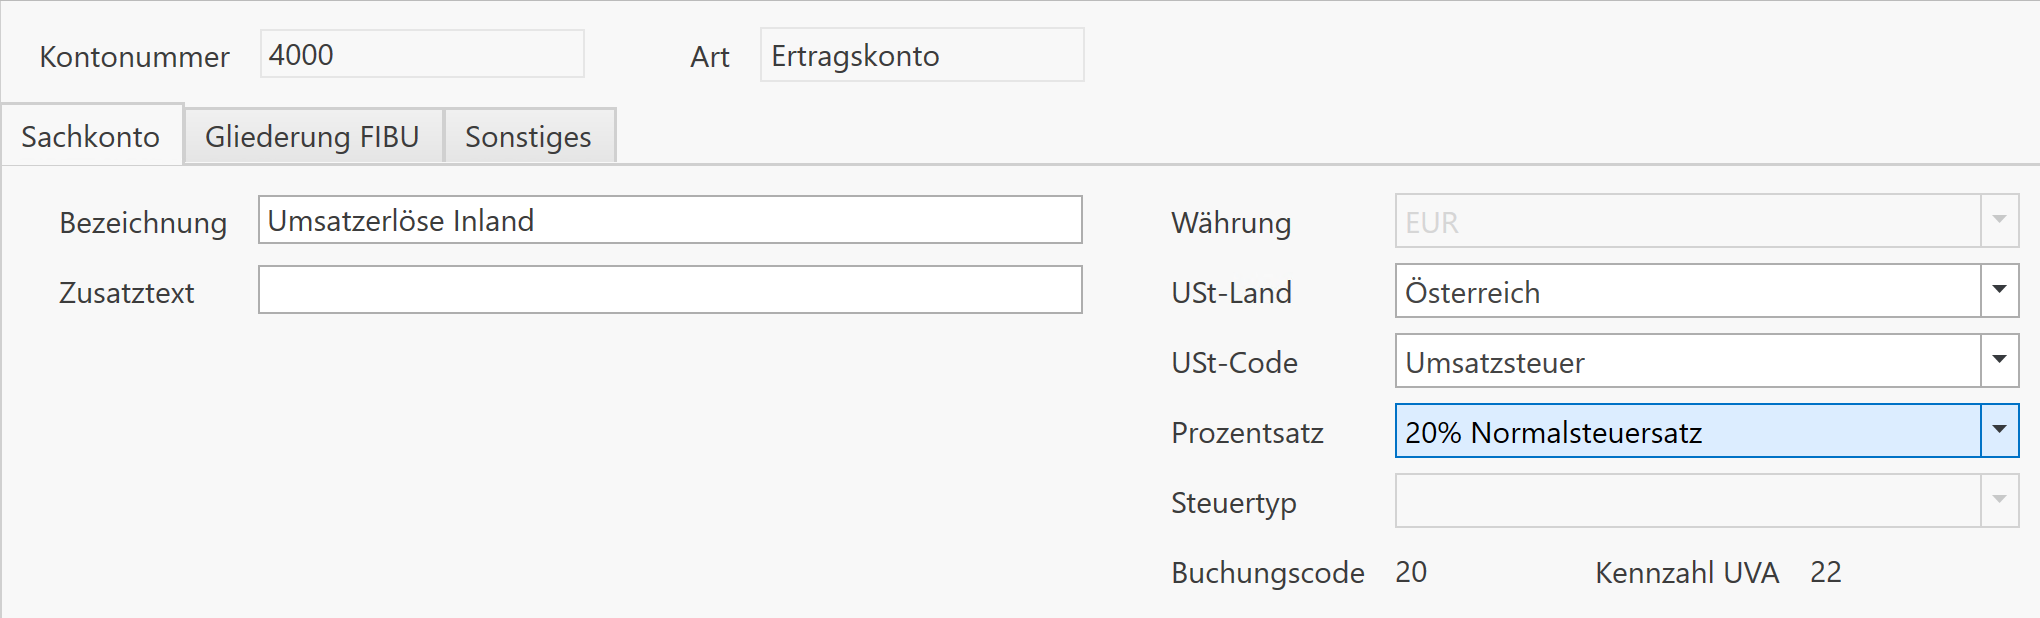 Kontonummer 4000 Art Ertragskonto
Sachkonto Gliederung FIBU Sonstiges
Bezeichnung Umsatzerlöse Inland Währung EUR
Zusatztext USt-Land Österreich
USt-Code Umsatzsteuer
Prozentsatz 20% Normalsteuersatz
Steuertyp
Buchungscode 20 Kennzahl UVA 22